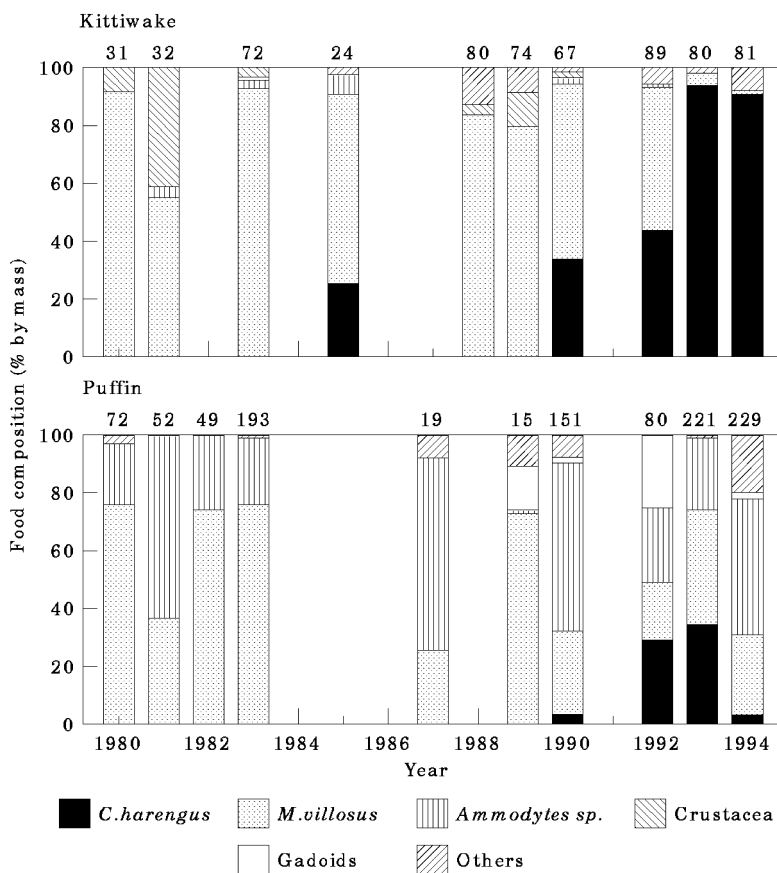 Kittiwake
31 32 72 24 80 74 67 89 80 81
100
80
60
40
20
0
Puffin
72 52 49 193 19 15 151 80 221 229
100
80
60
40
20
0
Food composition (% by mass)
1980 1982 1984 1986 1988 1990 1992 1994
Year
C.harengus M.villosus Ammodytes sp. Crustacea
Gadoids Others